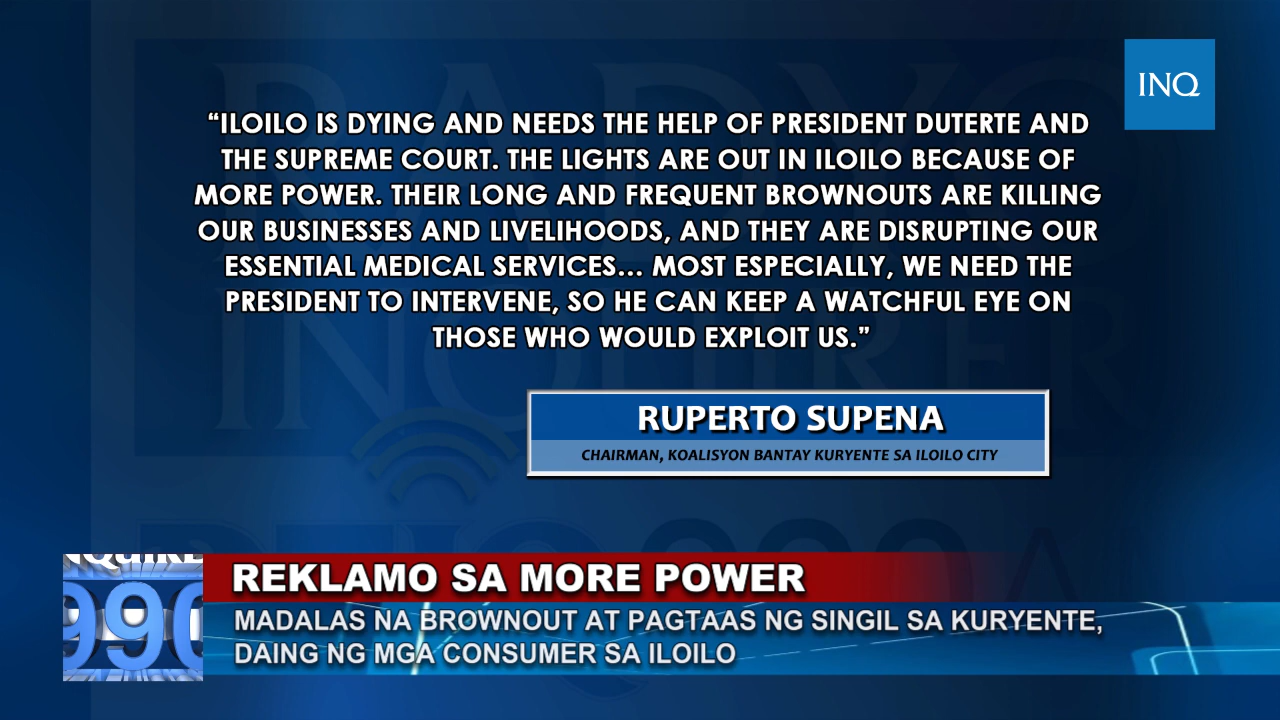 INQ
“ILOILO IS DYING AND NEEDS THE HELP OF PRESIDENT DUTERTE AND
THE SUPREME COURT. THE LIGHTS ARE OUT IN ILOILO BECAUSE OF
MORE POWER. THEIR LONG AND FREQUENT BROWNOUTS ARE KILLING
OUR BUSINESSES AND LIVELIHOODS, AND THEY ARE DISRUPTING OUR
ESSENTIAL MEDICAL SERVICES... MOST ESPECIALLY, WE NEED THE
PRESIDENT TO INTERVENE, SO HE CAN KEEP A WATCHFUL EYE ON
THOSE WHO WOULD EXPLOIT US.”
RUPERTO SUPENA
CHAIRMAN, KOALISYON BANTAY KURYENTE SA ILOILO CITY
990
REKLAMO SA MORE POWER
MADALAS NA BROWNOUT AT PAGTAAS NG SINGIL SA KURYENTE,
DAING NG MGA CONSUMER SA ILOILO